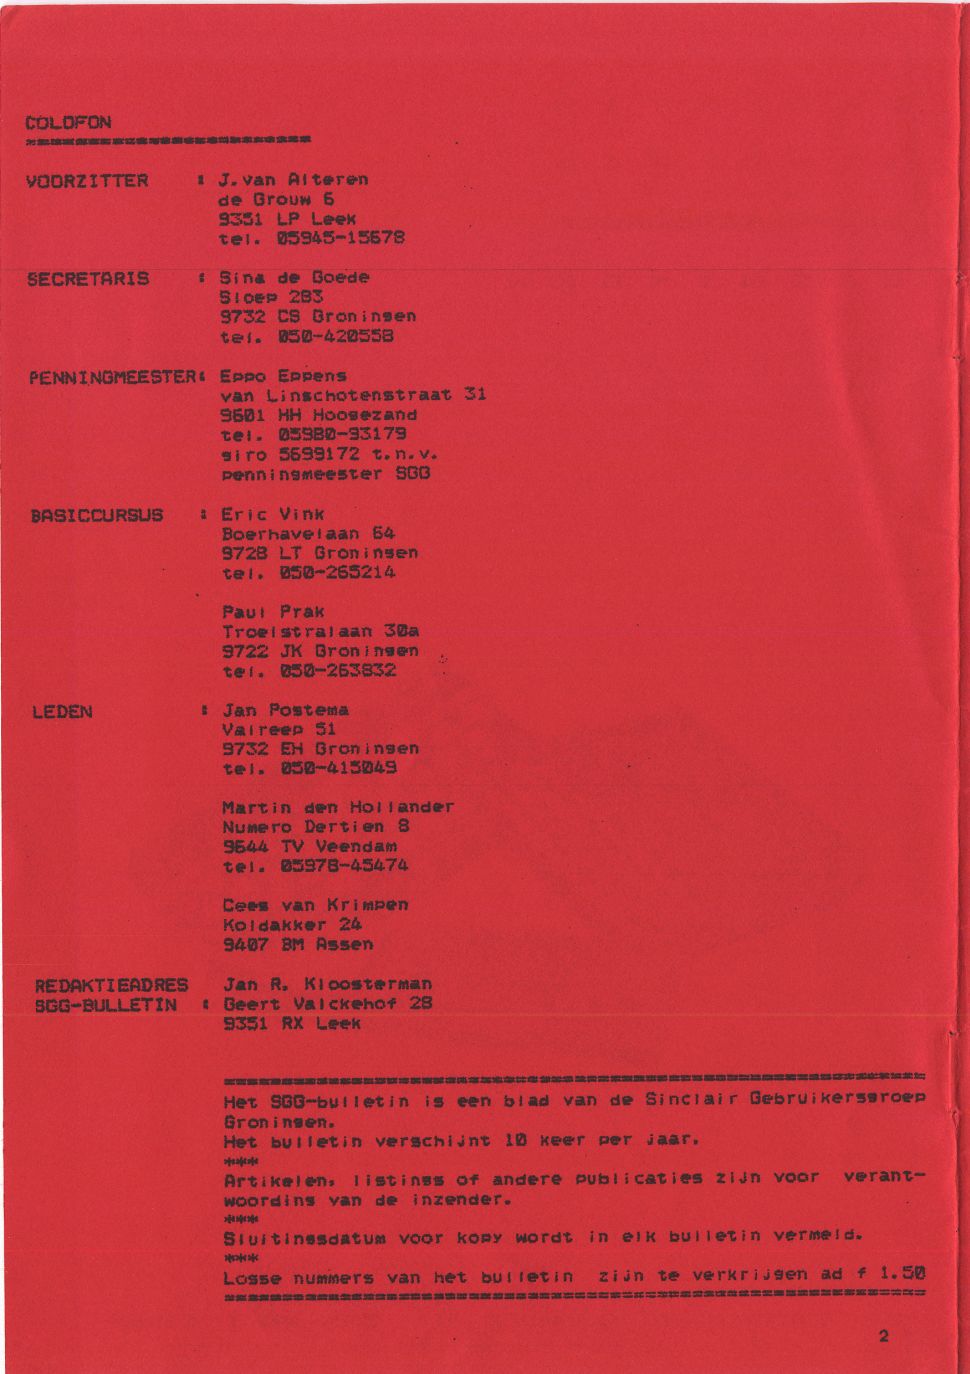 COLOFON
==============================
VOORZITTER : J.van Alteren
de Grouw 6
9351 LP Leek
tel. 05945-15678
SECRETARIS : Sina de Goede
Sloep 283
9732 CS Groningen
tel. 050-420558
PENNINGMEESTER: Eppo Eppens
van Linschotenstraat 31
9601 HH Hoogezand
tel. 05980-93179
giro 5699172 t.n.v.
penningmeester SGG
BASICCURSUS : Eric Vink
Boerhavelaan 64
9728 LT Groningen
tel. 050-265214
Paul Prak
Troelstralaan 30a
9722 JK Groningen
tel. 050-263832
LEDEN : Jan Postema
Valreep 51
9732 EH Groningen
tel. 050-415049
Martin den Hollander
Numero Dertien 8
9644 TV Veendam
tel. 05978-45474
Cees van Krimpen
Koldakker 24
9407 BM Assen
REDAKTIEADRES Jan R. Kloosterman
SGG-BULLETIN : Geert Valckehof 28
9351 RX Leek
============================================================
Het SGG-bulletin is een blad van de Sinclair Gebruikersgroep
Groningen.
Het bulletin verschijnt 10 keer per jaar.
***
Artikelen, listings of andere publicaties zijn voor verant-
woording van de inzender.
***
Sluitingsdatum voor kopy wordt in elk bulletin vermeld.
***
Losse nummers van het bulletin zijn te verkrijgen ad f 1.50
============================================================
2